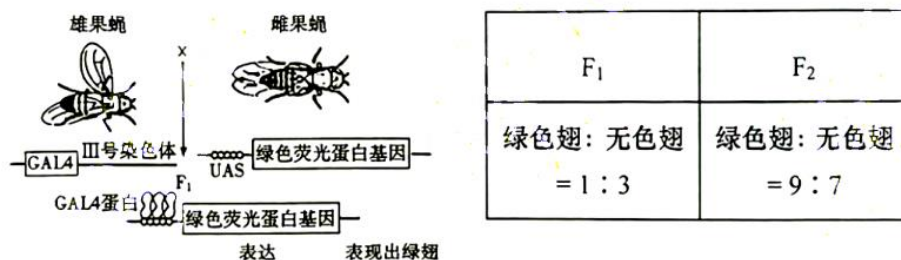 雄果蝇
雌果蝇
×
GAL4
III号染色体
UAS
绿色荧光蛋白基因
F₁
GAL4蛋白
绿色荧光蛋白基因
表达
表现出绿翅
F₁
F₂
绿色翅：无色翅
=1∶3
绿色翅：无色翅
=9∶7